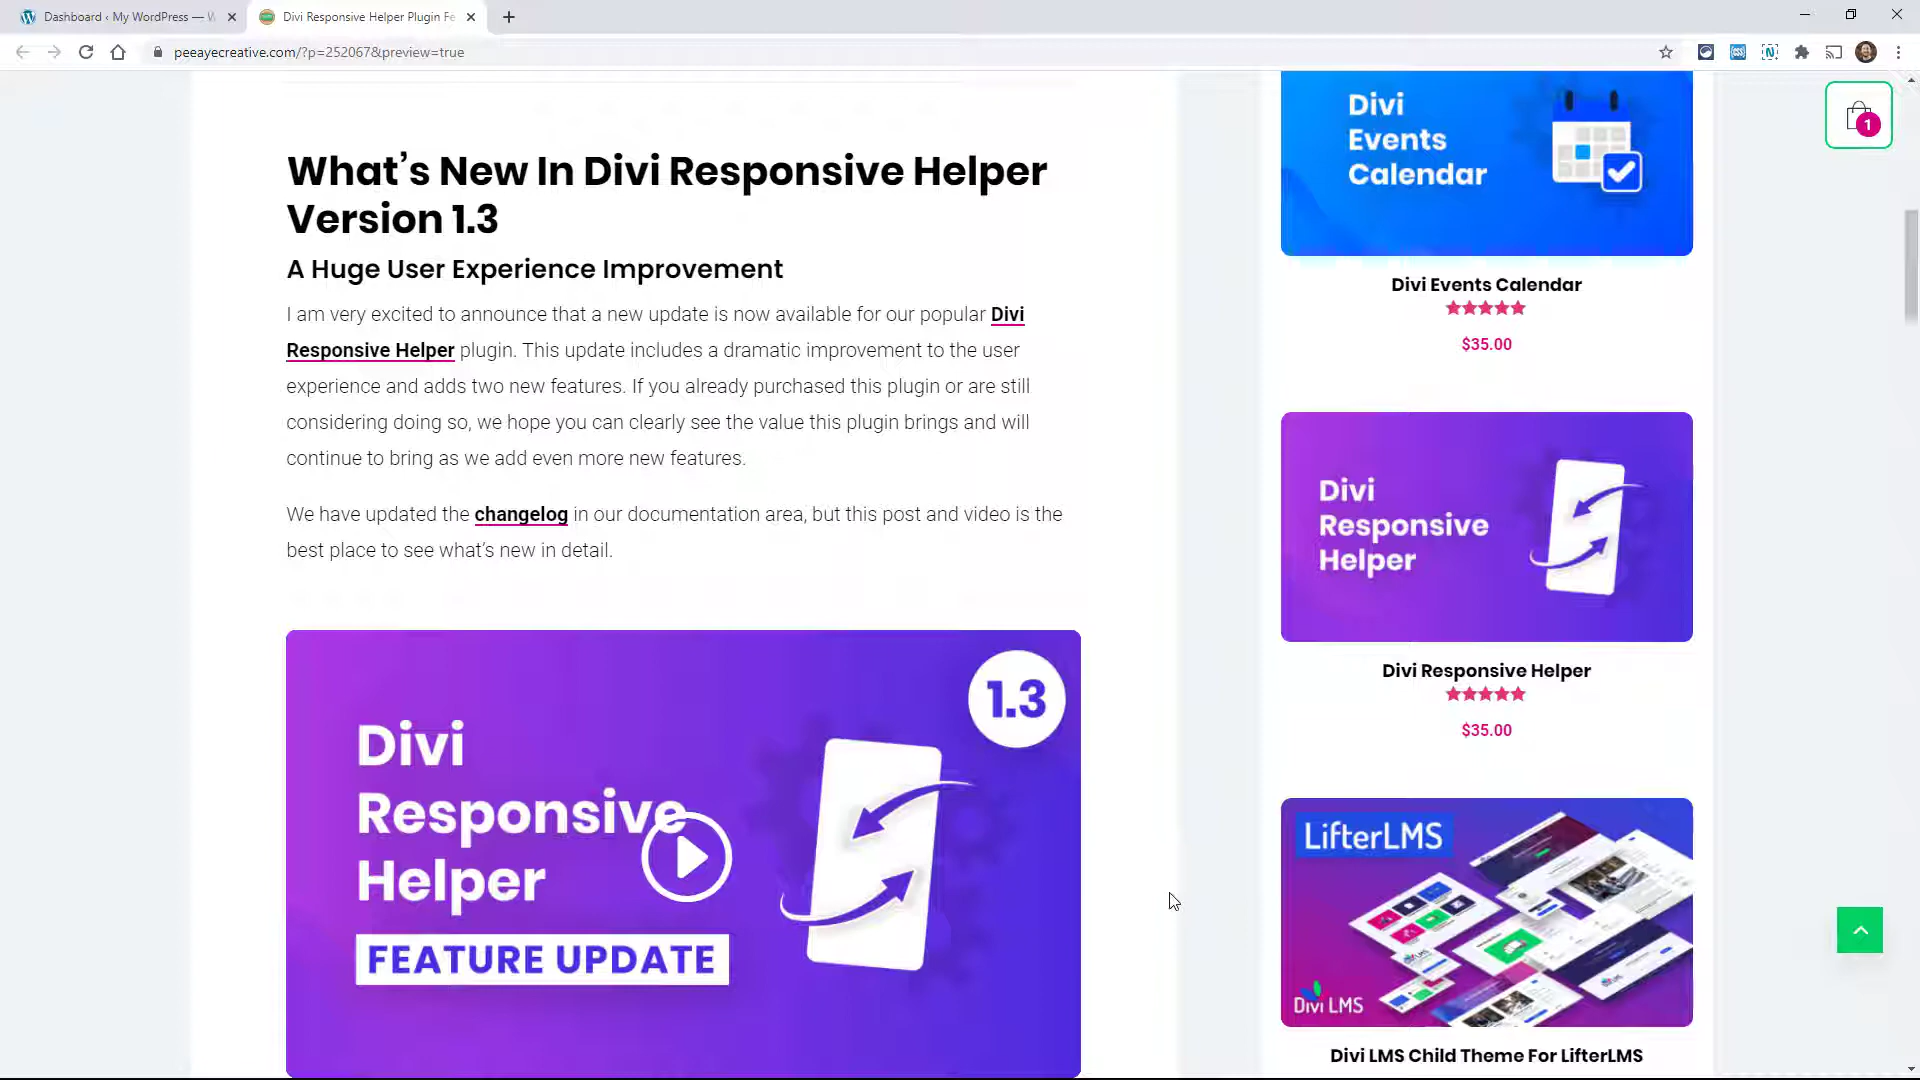 Dashboard ‹ My WordPress —
Divi Responsive Helper Plugin Fe
peeayecreative.com/?p=252067&preview=true
1
What's New In Divi Responsive Helper
Version 1.3
A Huge User Experience Improvement
I am very excited to announce that a new update is now available for our popular Divi
Responsive Helper plugin. This update includes a dramatic improvement to the user
experience and adds two new features. If you already purchased this plugin or are still
considering doing so, we hope you can clearly see the value this plugin brings and will
continue to bring as we add even more new features.
We have updated the changelog in our documentation area, but this post and video is the
best place to see what's new in detail.
1.3
Divi
Responsive
Helper
FEATURE UPDATE
Divi
Events
Calendar
Divi Events Calendar
$35.00
Divi
Responsive
Helper
Divi Responsive Helper
$35.00
LifterLMS
Divi LMS
Divi LMS Child Theme For LifterLMS